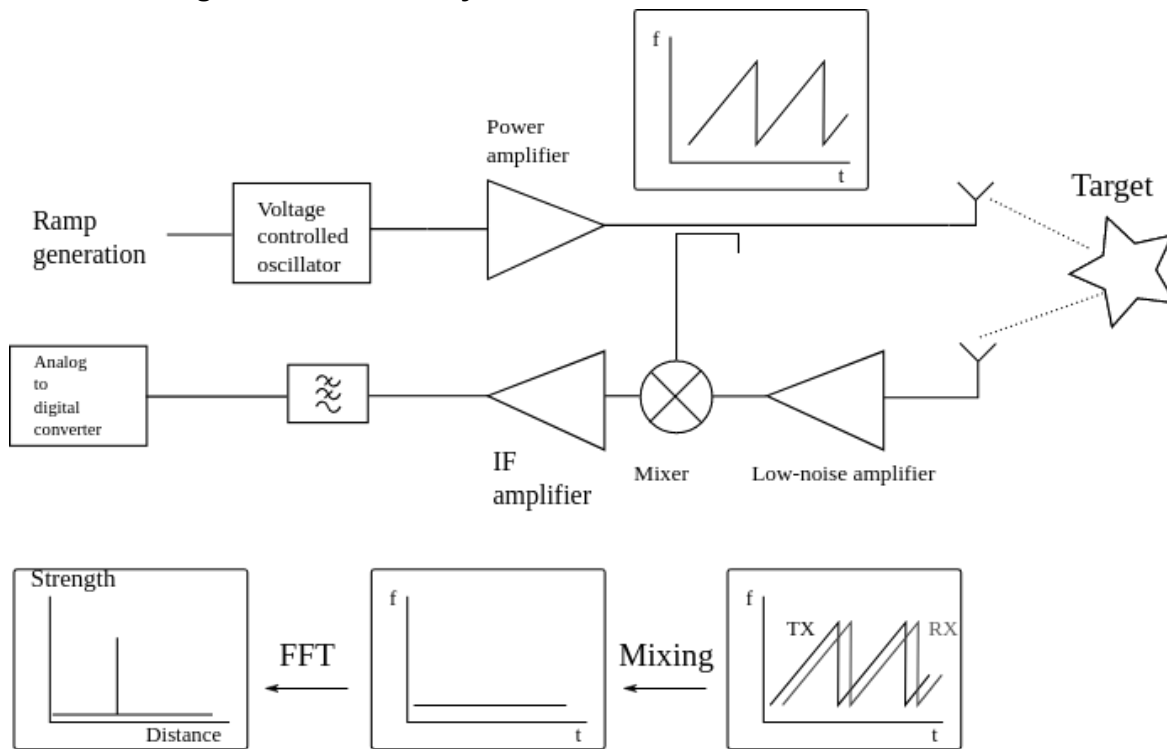 f
t
Power
amplifier
Target
Ramp
generation
Voltage
controlled
oscillator
Analog
to
digital
converter
IF
amplifier
Mixer
Low-noise amplifier
Strength
Distance
FFT
f
t
Mixing
f
TX
RX
t